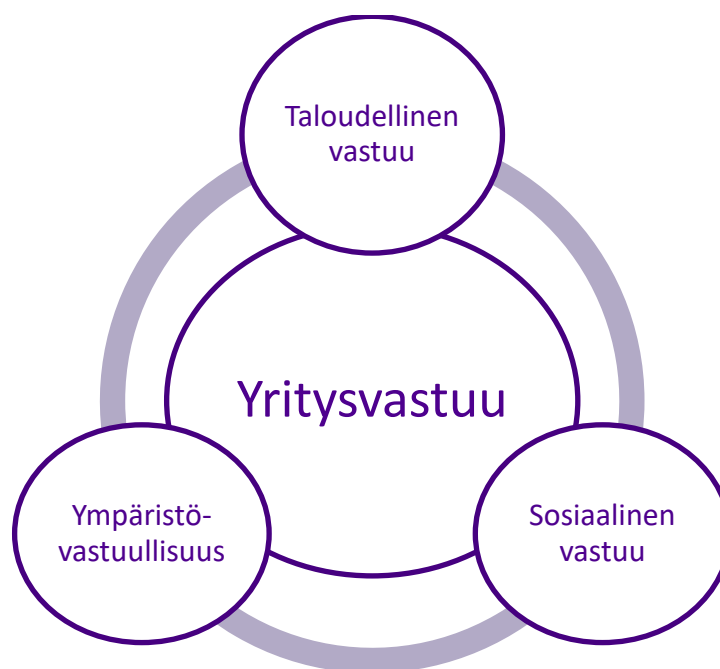 Taloudellinen
vastuu
Yritysvastuu
Ympäristö-
vastuullisuus
Sosiaalinen
vastuu